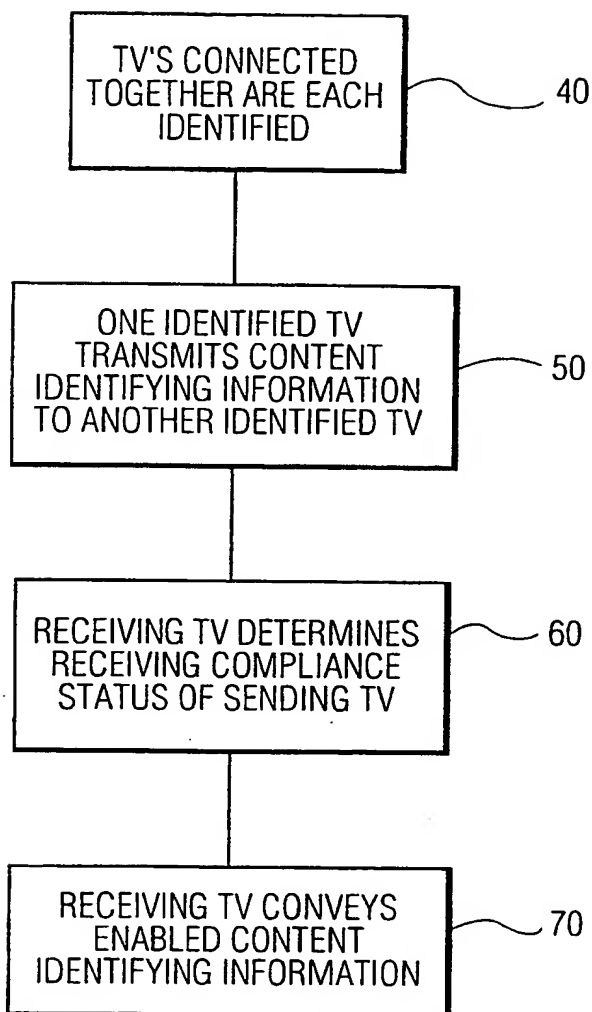 TV'S CONNECTED
TOGETHER ARE EACH
IDENTIFIED
40
ONE IDENTIFIED TV
TRANSMITS CONTENT
IDENTIFYING INFORMATION
TO ANOTHER IDENTIFIED TV
50
RECEIVING TV DETERMINES
RECEIVING COMPLIANCE
STATUS OF SENDING TV
60
RECEIVING TV CONVEYS
ENABLED CONTENT
IDENTIFYING INFORMATION
70